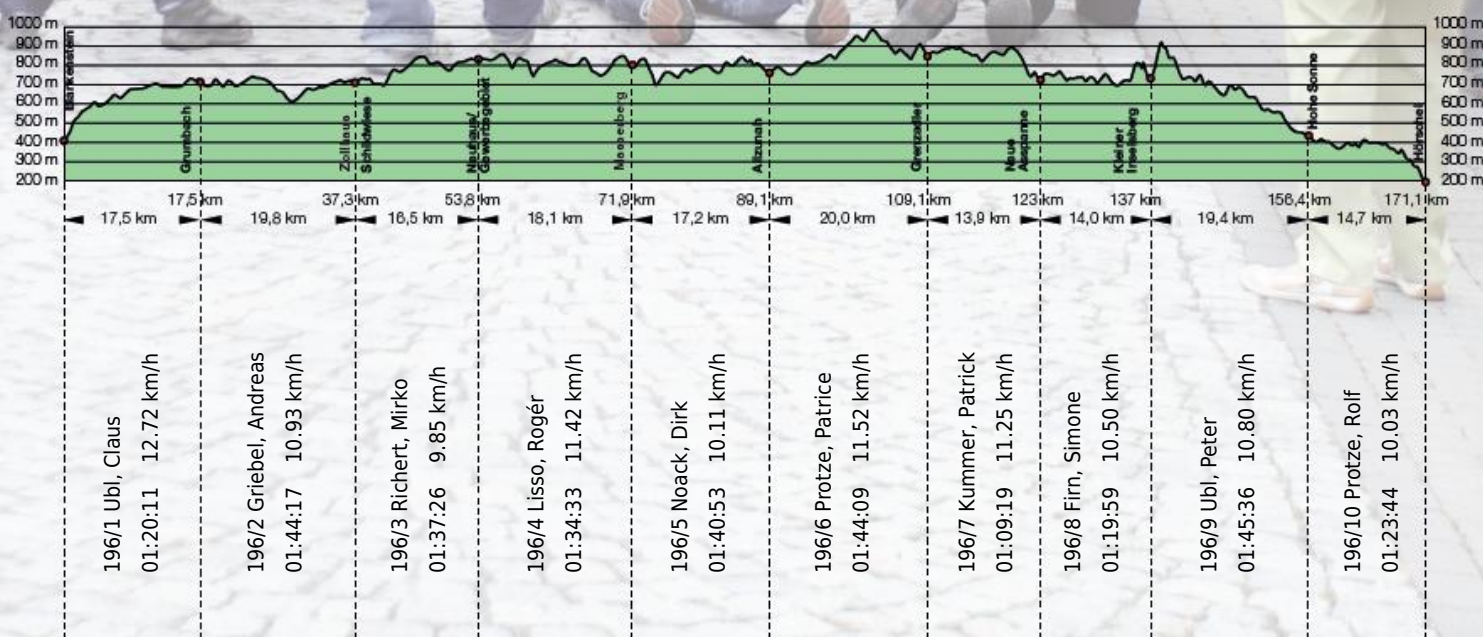 1000 m
900 m
800 m
700 m
600 m
500 m
400 m
300 m
200 m
1000 m
900 m
800 m
700 m
600 m
500 m
400 m
300 m
200 m
Blankenstein
Grumbach
Zollhaus
Schildwiese
Neuhaus/
Masserberg
Allzunah
Grenzadler
Neue
Ausspanne
Kleiner
Inselsberg
Hohe Sonne
Hörschel
17,5 km
37,3 km
53,8 km
71,9 km
89,1 km
109,1 km
123 km
137 km
156,4 km
171,1 km
17,5 km
19,8 km
16,5 km
18,1 km
17,2 km
20,0 km
13,9 km
14,0 km
19,4 km
14,7 km
196/1 Ubl, Claus
01:20:11 12.72 km/h
196/2 Griebel, Andreas
01:44:17 10.93 km/h
196/3 Richert, Mirko
01:37:26 9.85 km/h
196/4 Lisso, Rogér
01:34:33 11.42 km/h
196/5 Noack, Dirk
01:40:53 10.11 km/h
196/6 Protze, Patrice
01:44:09 11.52 km/h
196/7 Kummer, Patrick
01:09:19 11.25 km/h
196/8 Firn, Simone
01:19:59 10.50 km/h
196/9 Ubl, Peter
01:45:36 10.80 km/h
196/10 Protze, Rolf
01:23:44 10.03 km/h